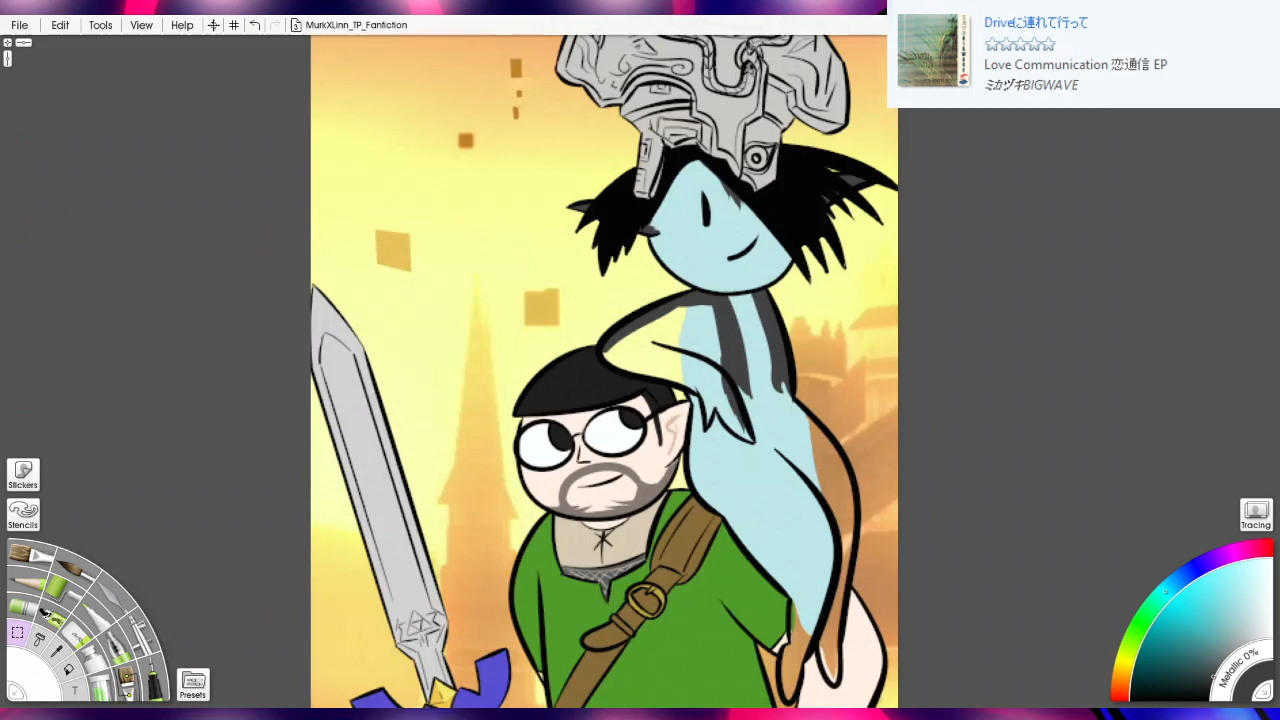 File Edit Tools View Help MurkXLinn_TP_Fanfiction
Driveに連れて行って
Love Communication 恋通信 EP
ミカヅキBIGWAVE
Stickers
Stencils
Tracing
Metallic 0%
Presets